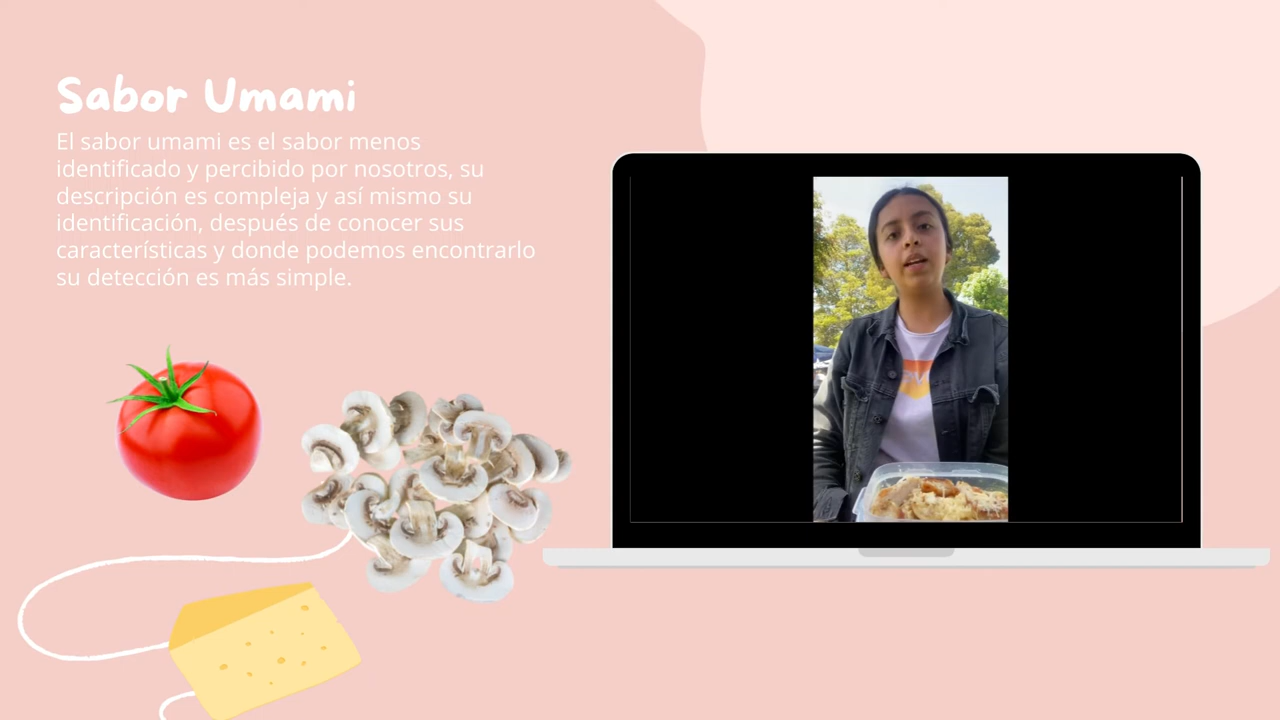 Sabor Umami
El sabor umami es el sabor menos
identificado y percibido por nosotros, su
descripción es compleja y así mismo su
identificación, después de conocer sus
características y donde podemos encontrarlo
su detección es más simple.